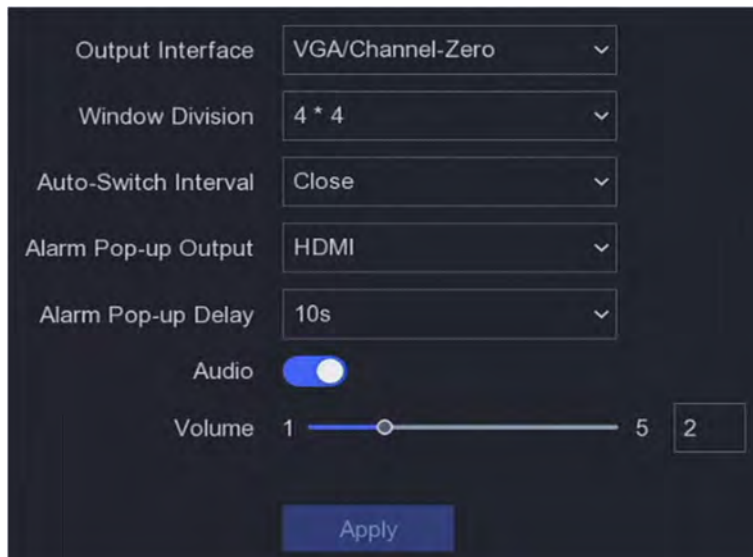 Output Interface VGA/Channel-Zero
Window Division 4 * 4
Auto-Switch Interval Close
Alarm Pop-up Output HDMI
Alarm Pop-up Delay 10s
Audio
Volume 1 5 2
Apply